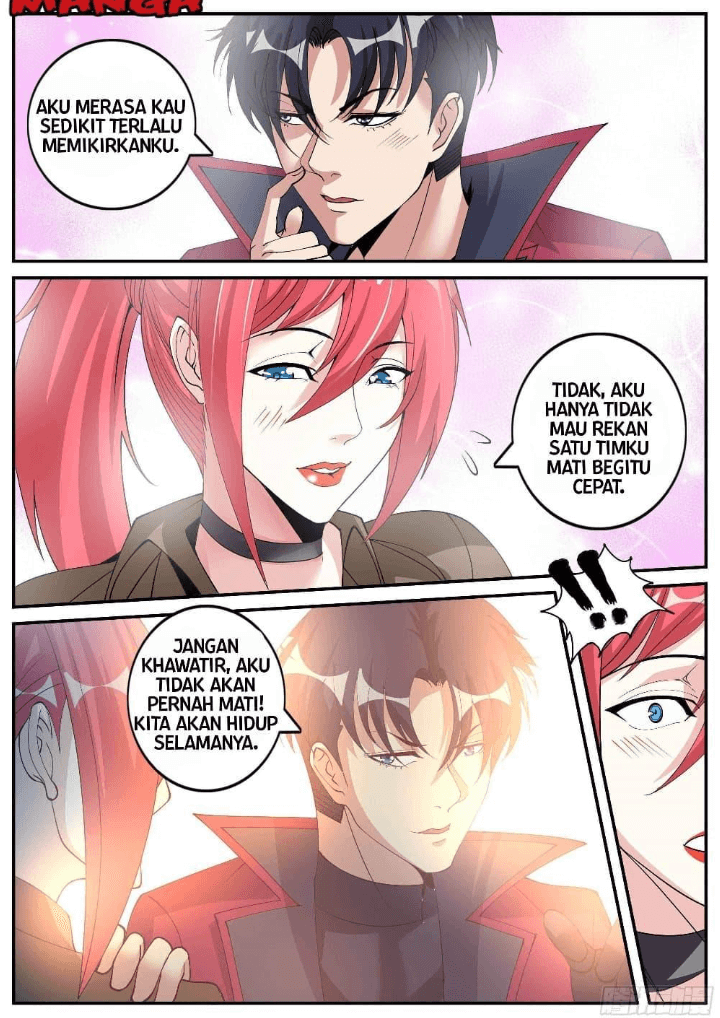 MANGA
AKU MERASA KAU
SEDIKIT TERLALU
MEMIKIRKANKU.
TIDAK, AKU
HANYA TIDAK
MAU REKAN
SATU TIMKU
MATI BEGITU
CEPAT.
!!
JANGAN
KHAWATIR, AKU
TIDAK AKAN
PERNAH MATI!
KITA AKAN HIDUP
SELAMANYA.